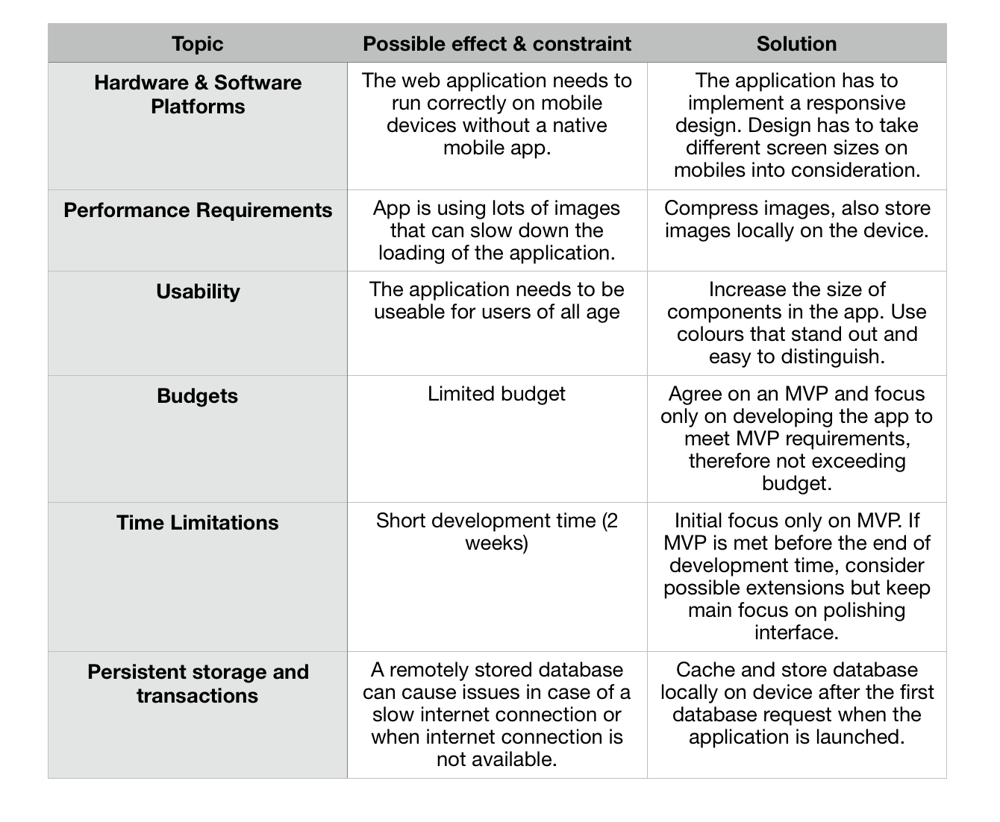 Topic
Possible effect & constraint
Solution
Hardware & Software
Platforms
The web application needs to
run correctly on mobile
devices without a native
mobile app.
The application has to
implement a responsive
design. Design has to take
different screen sizes on
mobiles into consideration.
Performance Requirements
App is using lots of images
that can slow down the
loading of the application.
Compress images, also store
images locally on the device.
Usability
The application needs to be
useable for users of all age
Increase the size of
components in the app. Use
colours that stand out and
easy to distinguish.
Budgets
Limited budget
Agree on an MVP and focus
only on developing the app to
meet MVP requirements,
therefore not exceeding
budget.
Time Limitations
Short development time (2
weeks)
Initial focus only on MVP. If
MVP is met before the end of
development time, consider
possible extensions but keep
main focus on polishing
interface.
Persistent storage and
transactions
A remotely stored database
can cause issues in case of a
slow internet connection or
when internet connection is
not available.
Cache and store database
locally on device after the first
database request when the
application is launched.